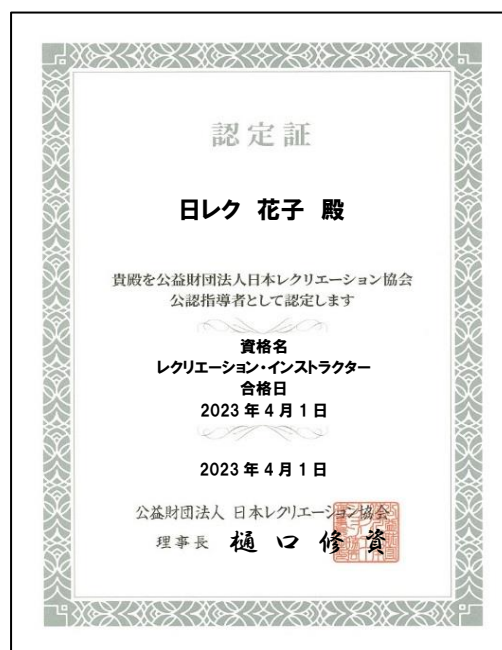 認定証
日レク 花子 殿
貴殿を公益財団法人日本レクリエーション協会
公認指導者として認定します
資格名
レクリエーション・インストラクター
合格日
2023年4月1日
2023年4月1日
公益財団法人 日本レクリエーション協会
理事長 樋口修資